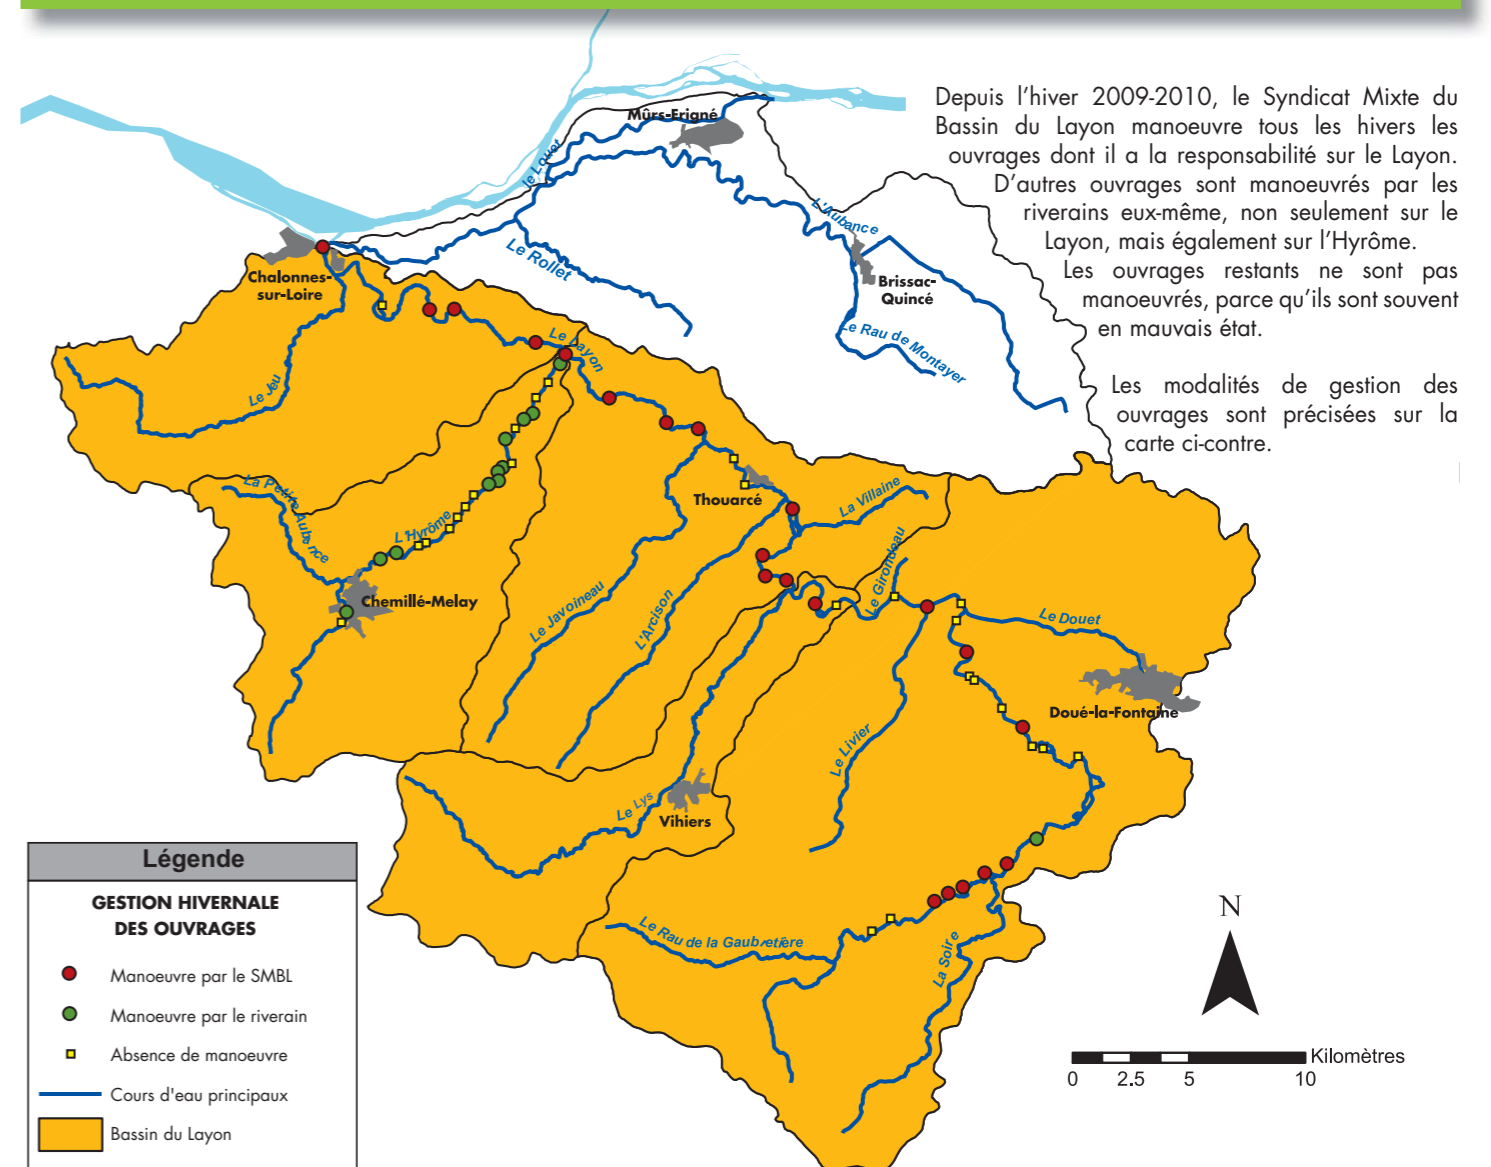 Depuis l'hiver 2009-2010, le Syndicat Mixte du
Bassin du Layon manoeuvre tous les hivers les
ouvrages dont il a la responsabilité sur le Layon.
D'autres ouvrages sont manoeuvrés par les
riverains eux-même, non seulement sur le
Layon, mais également sur l'Hyrôme.
Les ouvrages restants ne sont pas
manoeuvrés, parce qu'ils sont souvent
en mauvais état.
Les modalités de gestion des
ouvrages sont précisées sur la
carte ci-contre.
Mûrs-Erigné
le Louet
L'Aubance
Le Rollet
Brissac-
Quincé
Le Rau de Montayer
Chalonnes-
sur-Loire
Le Layon
Le Jeu
La Petite Aubance
L'Hyrôme
Thouarcé
La Villaine
Chemillé-Melay
Le Javoineau
L'Arcison
Le Girondeau
Le Douet
Doué-la-Fontaine
Le Livier
Le Lys
Vihiers
Le Rau de la Gaubretière
La Soire
Légende
GESTION HIVERNALE
DES OUVRAGES
Manoeuvre par le SMBL
Manoeuvre par le riverain
Absence de manoeuvre
Cours d'eau principaux
Bassin du Layon
N
Kilomètres
0 2.5 5 10